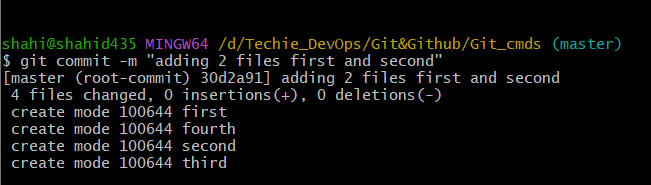 shahi@shahid435 MINGW64 /d/Techie_DevOps/Git&Github/Git_cmds (master)
$ git commit -m "adding 2 files first and second"
[master (root-commit) 30d2a91] adding 2 files first and second
 4 files changed, 0 insertions(+), 0 deletions(-)
 create mode 100644 first
 create mode 100644 fourth
 create mode 100644 second
 create mode 100644 third